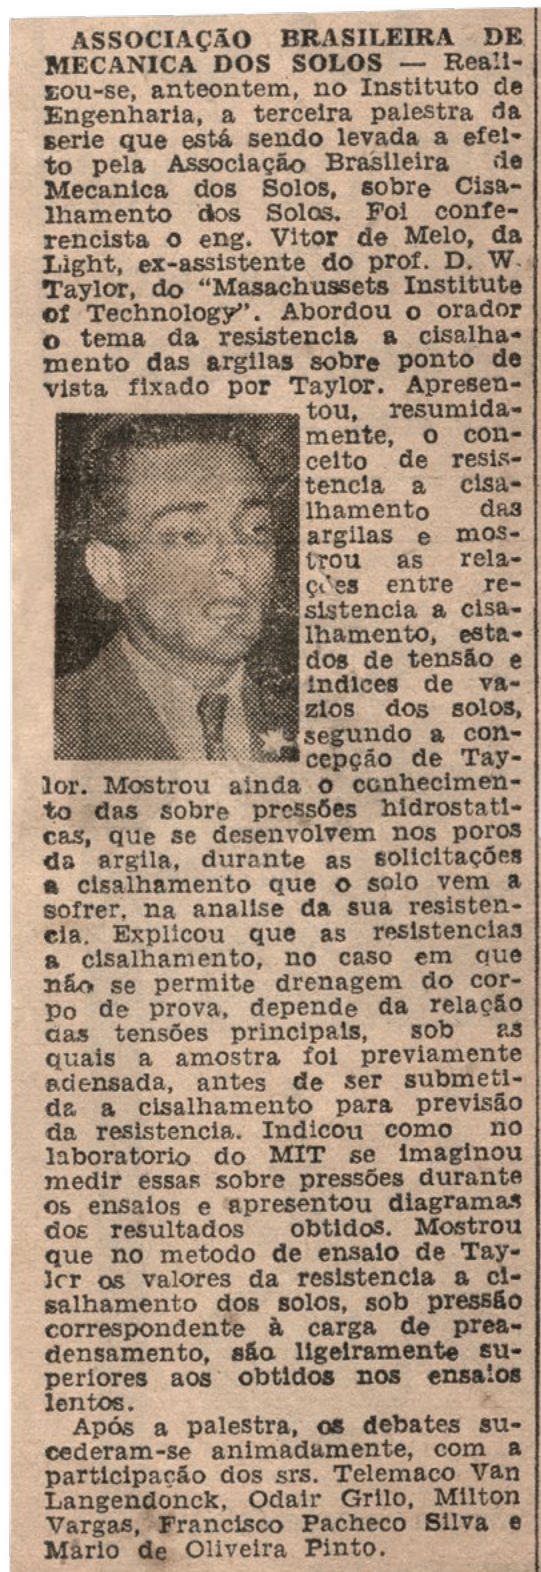 ASSOCIAÇÃO BRASILEIRA DE
MECANICA DOS SOLOS — Reali-
zou-se, anteontem, no Instituto de
Engenharia, a terceira palestra da
serie que está sendo levada a efei-
to pela Associação Brasileira de
Mecanica dos Solos, sobre Cisa-
lhamento dos Solos. Foi confe-
rencista o eng. Vitor de Melo, da
Light, ex-assistente do prof. D. W.
Taylor, do “Masachussets Institute
of Technology”. Abordou o orador
o tema da resistencia a cisalha-
mento das argilas sobre ponto de
vista fixado por Taylor. Apresen-
tou, resumida-
mente, o con-
ceito de resis-
tencia a cisa-
lhamento das
argilas e mos-
trou as rela-
ções entre re-
sistencia a cisa-
lhamento, esta-
dos de tensão e
indices de va-
zios dos solos,
segundo a con-
cepção de Tay-
lor. Mostrou ainda o conhecimen-
to das sobre pressões hidrostati-
cas, que se desenvolvem nos poros
da argila, durante as solicitações
a cisalhamento que o solo vem a
sofrer, na analise da sua resisten-
cia. Explicou que as resistencias
a cisalhamento, no caso em que
não se permite drenagem do cor-
po de prova, depende da relação
das tensões principais, sob as
quais a amostra foi previamente
adensada, antes de ser submeti-
da a cisalhamento para previsão
da resistencia. Indicou como no
laboratorio do MIT se imaginou
medir essas sobre pressões durante
os ensaios e apresentou diagramas
dos resultados obtidos. Mostrou
que no metodo de ensaio de Tay-
lor os valores da resistencia a ci-
salhamento dos solos, sob pressão
correspondente à carga de prea-
densamento, são ligeiramente su-
periores aos obtidos nos ensaios
lentos.
Após a palestra, os debates su-
cederam-se animadamente, com a
participação dos srs. Telemaco Van
Langendonck, Odair Grilo, Milton
Vargas, Francisco Pacheco Silva e
Mario de Oliveira Pinto.